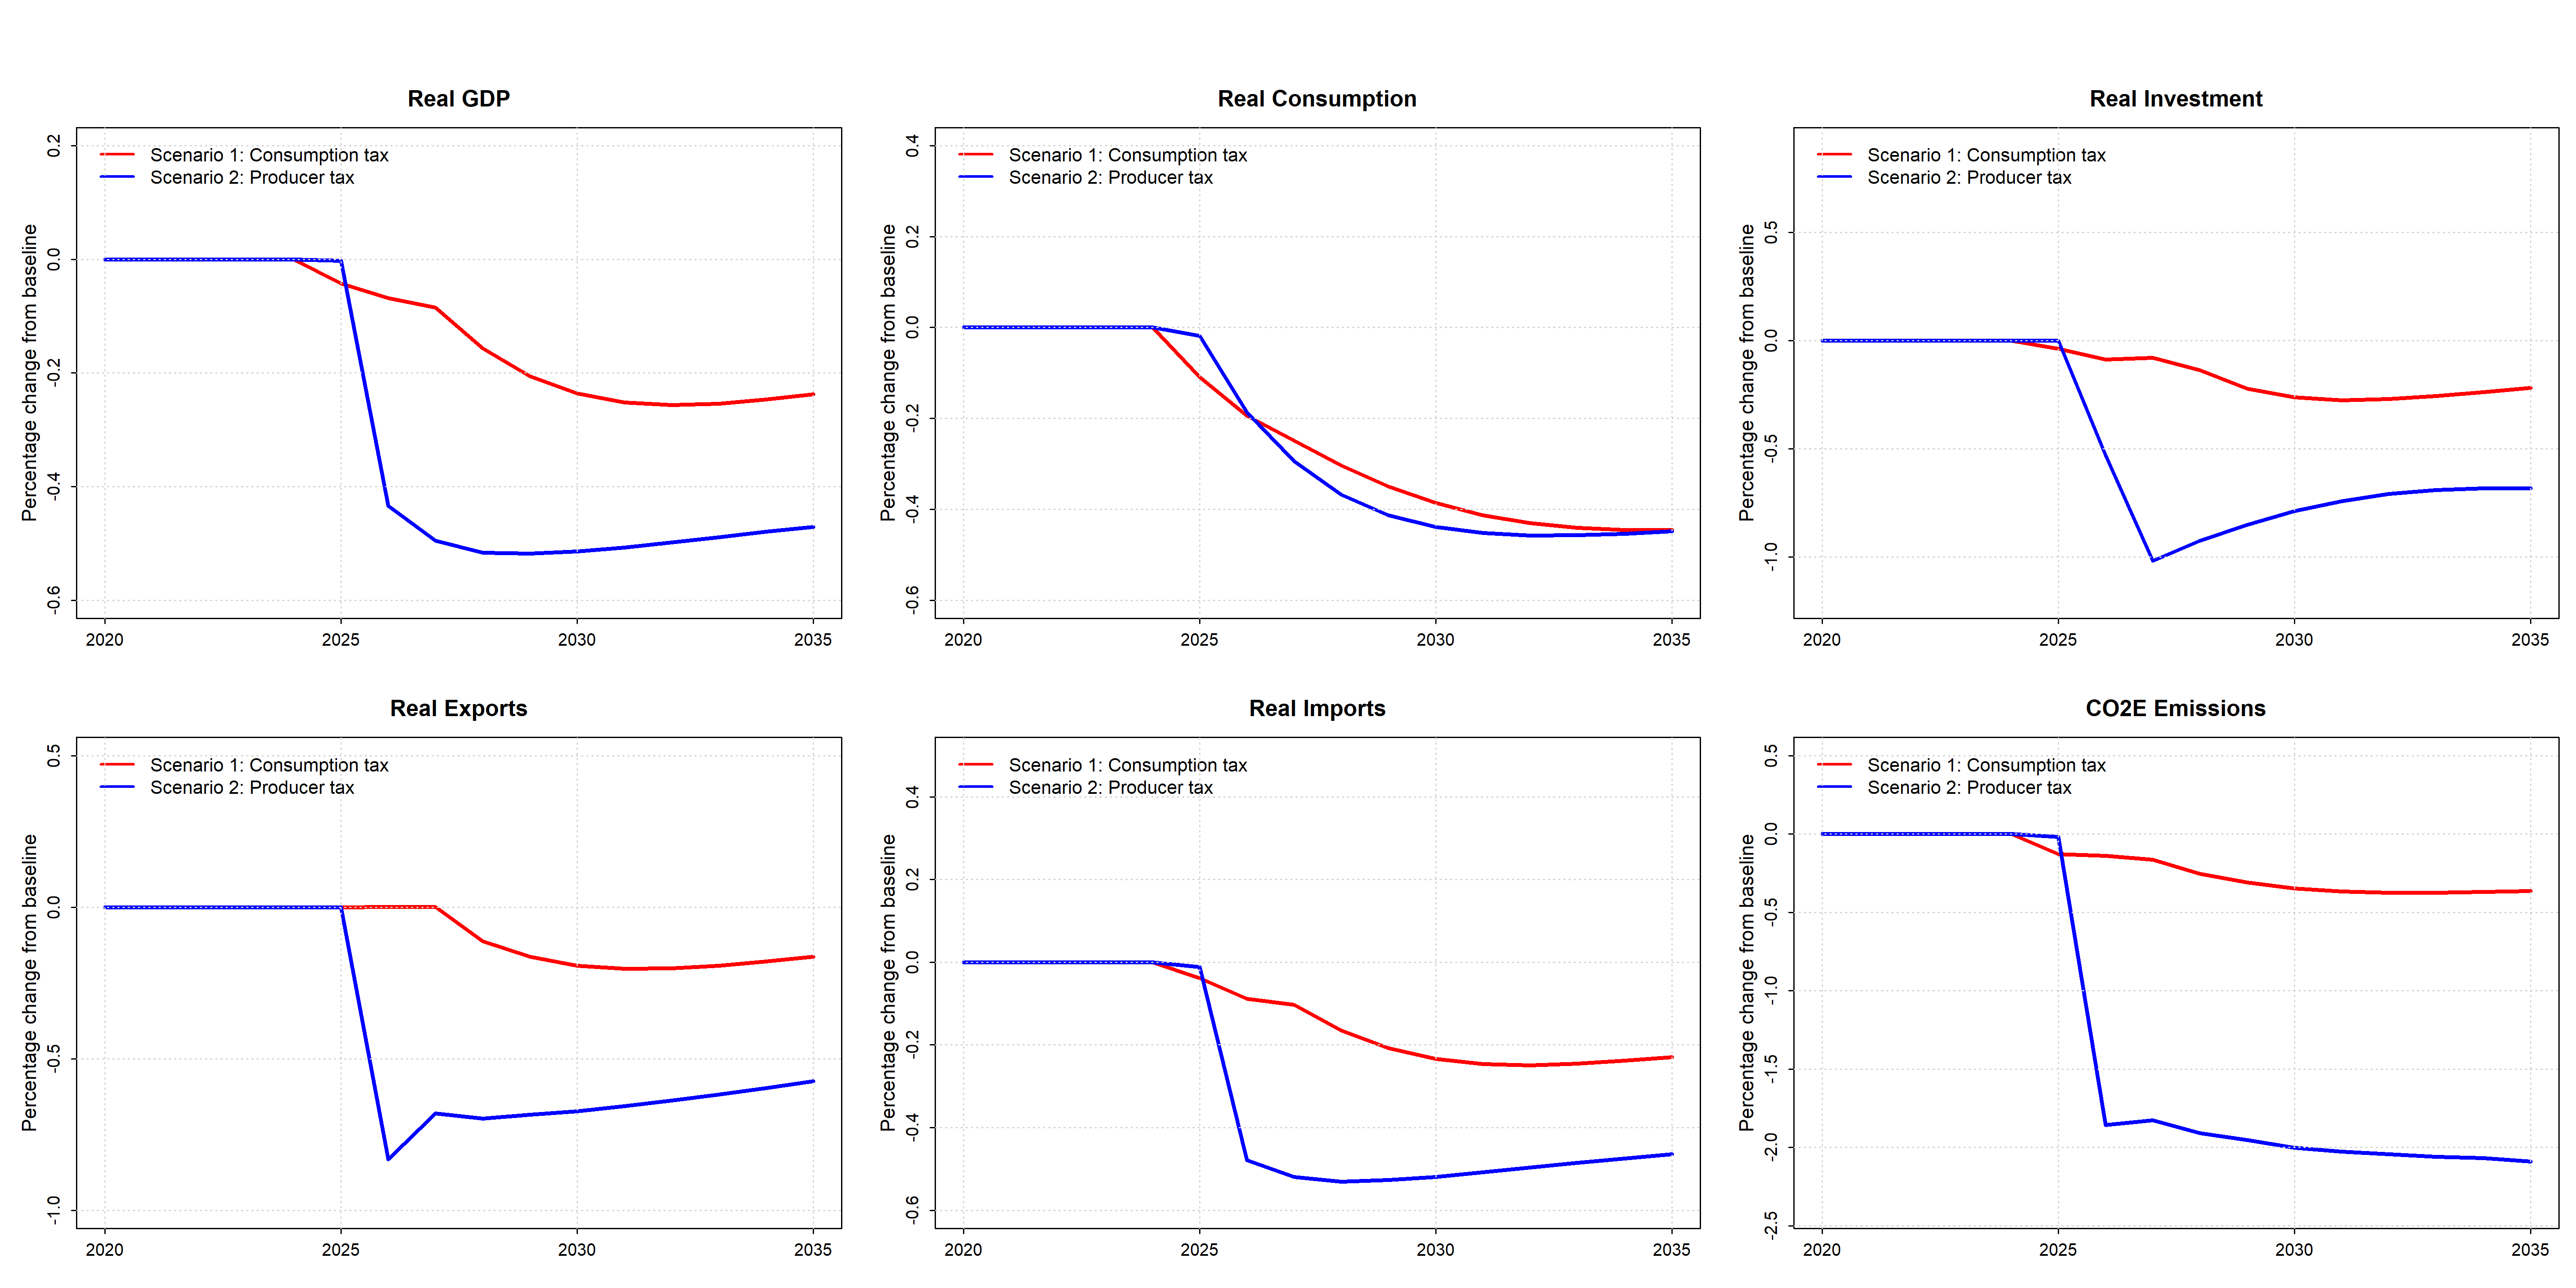 Real GDP
Percentage change from baseline
0.2
0.0
-0.2
-0.4
-0.6
Scenario 1: Consumption tax
Scenario 2: Producer tax
2020 2025 2030 2035
Real Consumption
Percentage change from baseline
0.4
0.2
0.0
-0.2
-0.4
-0.6
Scenario 1: Consumption tax
Scenario 2: Producer tax
2020 2025 2030 2035
Real Investment
Percentage change from baseline
0.5
0.0
-0.5
-1.0
Scenario 1: Consumption tax
Scenario 2: Producer tax
2020 2025 2030 2035
Real Exports
Percentage change from baseline
0.5
0.0
-0.5
-1.0
Scenario 1: Consumption tax
Scenario 2: Producer tax
2020 2025 2030 2035
Real Imports
Percentage change from baseline
0.4
0.2
0.0
-0.2
-0.4
-0.6
Scenario 1: Consumption tax
Scenario 2: Producer tax
2020 2025 2030 2035
CO2E Emissions
Percentage change from baseline
0.5
0.0
-0.5
-1.0
-1.5
-2.0
-2.5
Scenario 1: Consumption tax
Scenario 2: Producer tax
2020 2025 2030 2035